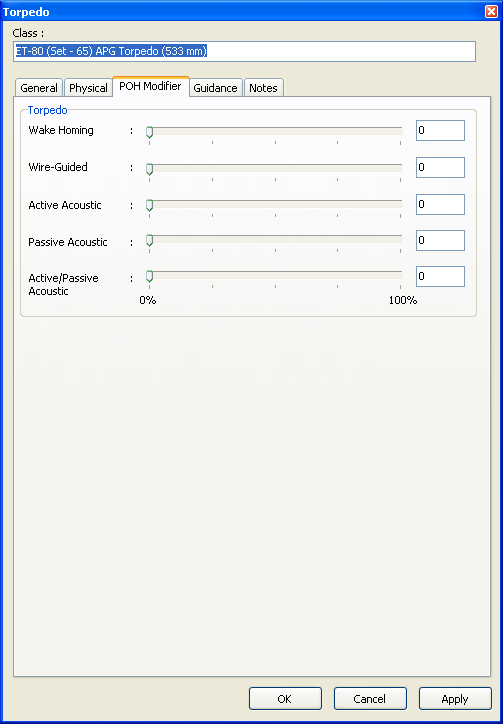 Torpedo
Class :
ET-80 (Set - 65) APG Torpedo (533 mm)
General Physical POH Modifier Guidance Notes
Torpedo
Wake Homing : 0
Wire-Guided : 0
Active Acoustic : 0
Passive Acoustic : 0
Active/Passive : 0
Acoustic
0% 100%
OK Cancel Apply